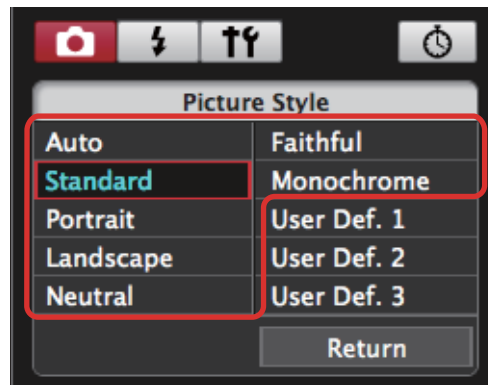 Picture Style
Auto
Standard
Portrait
Landscape
Neutral
Faithful
Monochrome
User Def. 1
User Def. 2
User Def. 3
Return